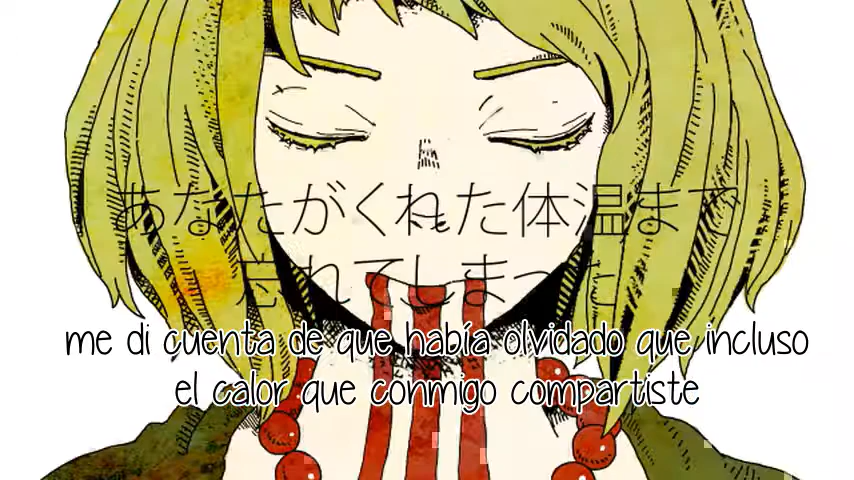 あなたがくれた体温まで
忘れてしまった
me di cuenta de que había olvidado que incluso
el calor que conmigo compartiste